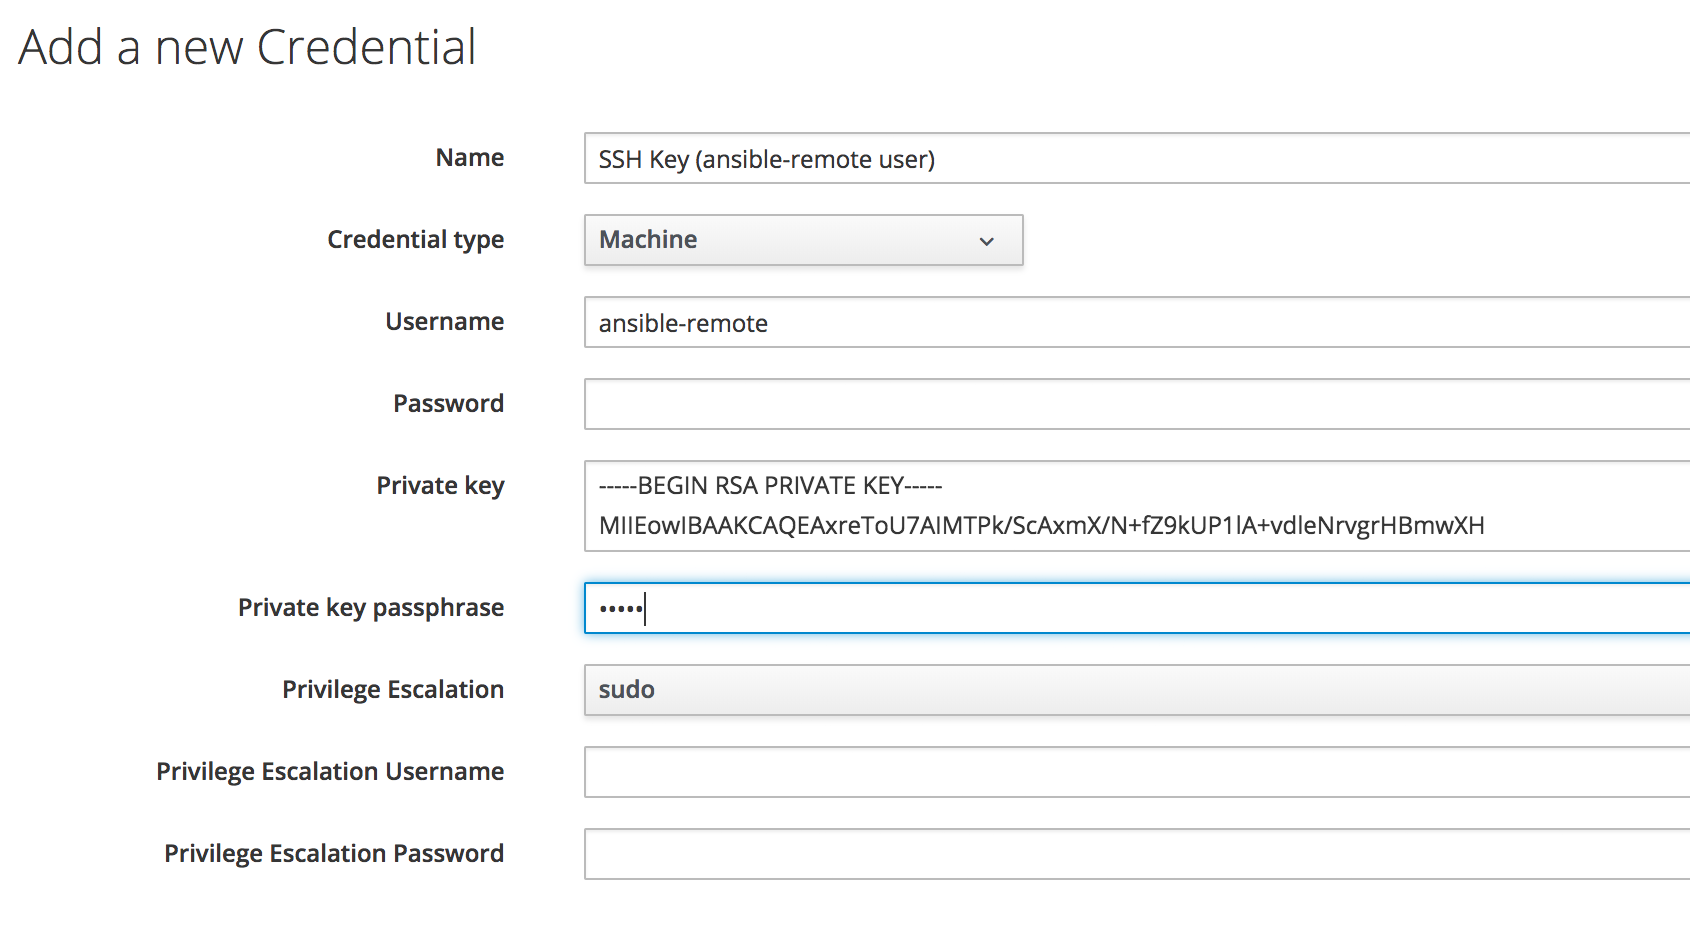 Add a new Credential
Name
SSH Key (ansible-remote user)
Credential type
Machine
Username
ansible-remote
Password
Private key
-----BEGIN RSA PRIVATE KEY-----
MIIEowIBAAKCAQEAxreToU7AIMTPk/ScAxmX/N+fZ9kUP1lA+vdleNrvgrHBmwXH
Private key passphrase
•••••
Privilege Escalation
sudo
Privilege Escalation Username
Privilege Escalation Password